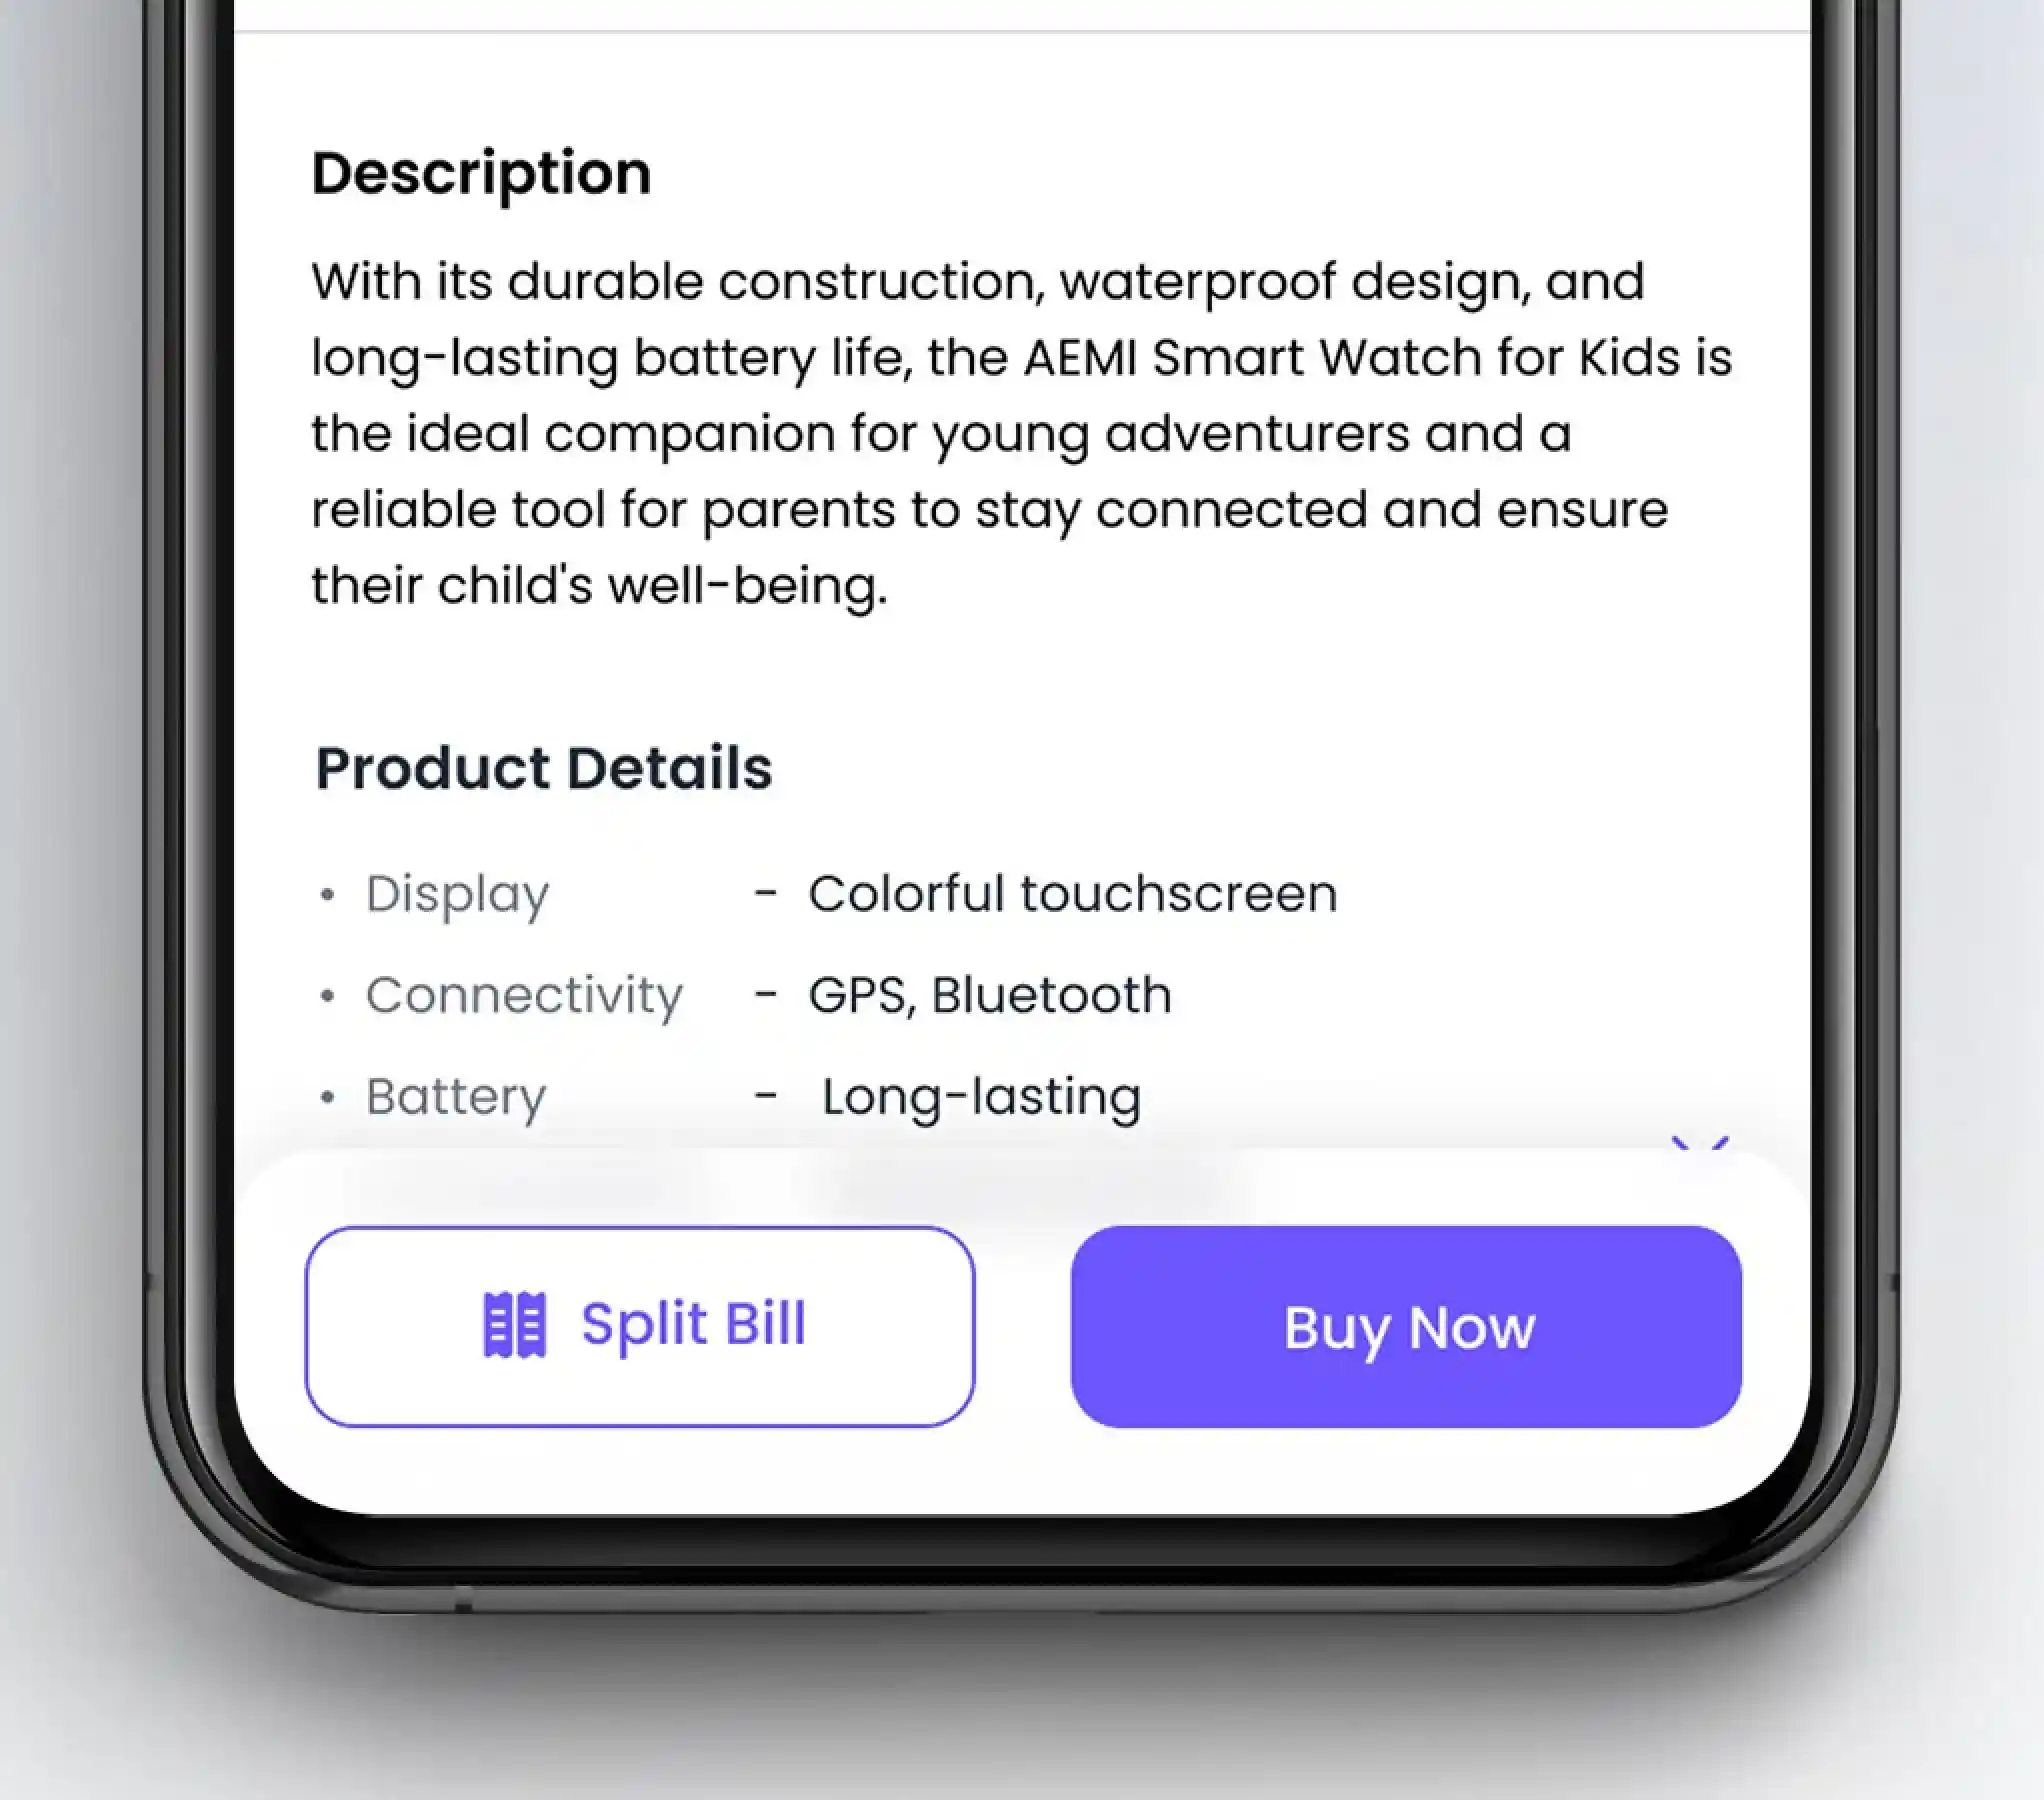 Description
With its durable construction, waterproof design, and
long-lasting battery life, the AEMI Smart Watch for Kids is
the ideal companion for young adventurers and a
reliable tool for parents to stay connected and ensure
their child's well-being.
Product Details
• Display - Colorful touchscreen
• Connectivity - GPS, Bluetooth
• Battery - Long-lasting
Split Bill
Buy Now